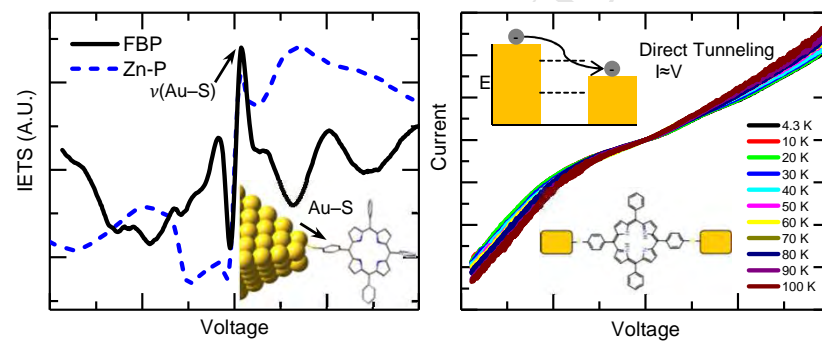 FBP
Zn-P
ν(Au–S)
Au–S
IETS (A.U.)
Voltage
Direct Tunneling
I≈V
E
-
-
Current
4.3 K
10 K
20 K
30 K
40 K
50 K
60 K
70 K
80 K
90 K
100 K
Voltage